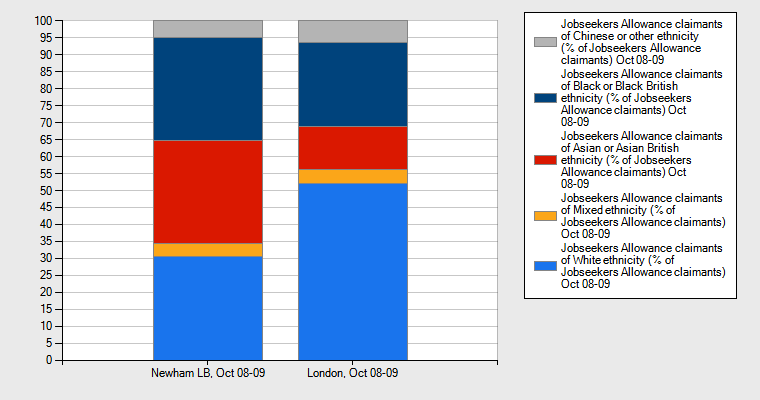 100
95
90
85
80
75
70
65
60
55
50
45
40
35
30
25
20
15
10
5
0
Newham LB, Oct 08-09
London, Oct 08-09
Jobseekers Allowance claimants
of Chinese or other ethnicity
(% of Jobseekers Allowance
claimants) Oct 08-09
Jobseekers Allowance claimants
of Black or Black British
ethnicity (% of Jobseekers
Allowance claimants) Oct
08-09
Jobseekers Allowance claimants
of Asian or Asian British
ethnicity (% of Jobseekers
Allowance claimants) Oct
08-09
Jobseekers Allowance claimants
of Mixed ethnicity (% of
Jobseekers Allowance claimants)
Oct 08-09
Jobseekers Allowance claimants
of White ethnicity (% of
Jobseekers Allowance claimants)
Oct 08-09